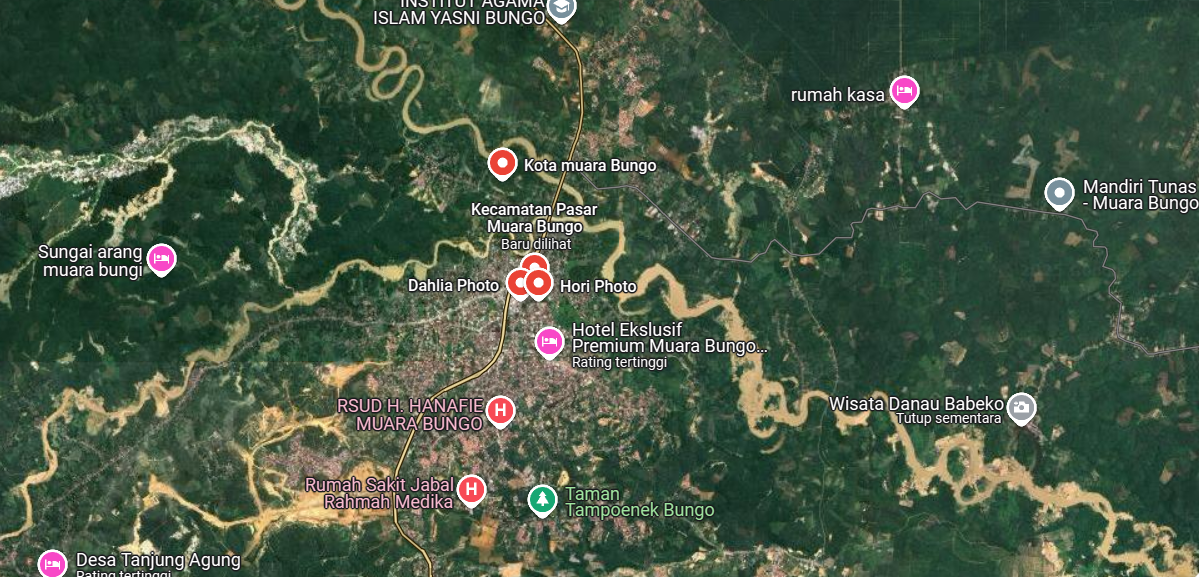 INSTITUT AGAMA
ISLAM YASNI BUNGO
rumah kasa
Kota muara Bungo
Mandiri Tunas
- Muara Bungo
Kecamatan Pasar
Muara Bungo
Baru dilihat
Sungai arang
muara bungi
Dahlia Photo
Hori Photo
Hotel Ekslusif
Premium Muara Bungo...
Rating tertinggi
RSUD H. HANAFIE
MUARA BUNGO
Wisata Danau Babeko
Tutup sementara
Rumah Sakit Jabal
Rahmah Medika
Taman
Tampoenek Bungo
Desa Tanjung Agung
Rating tertinggi